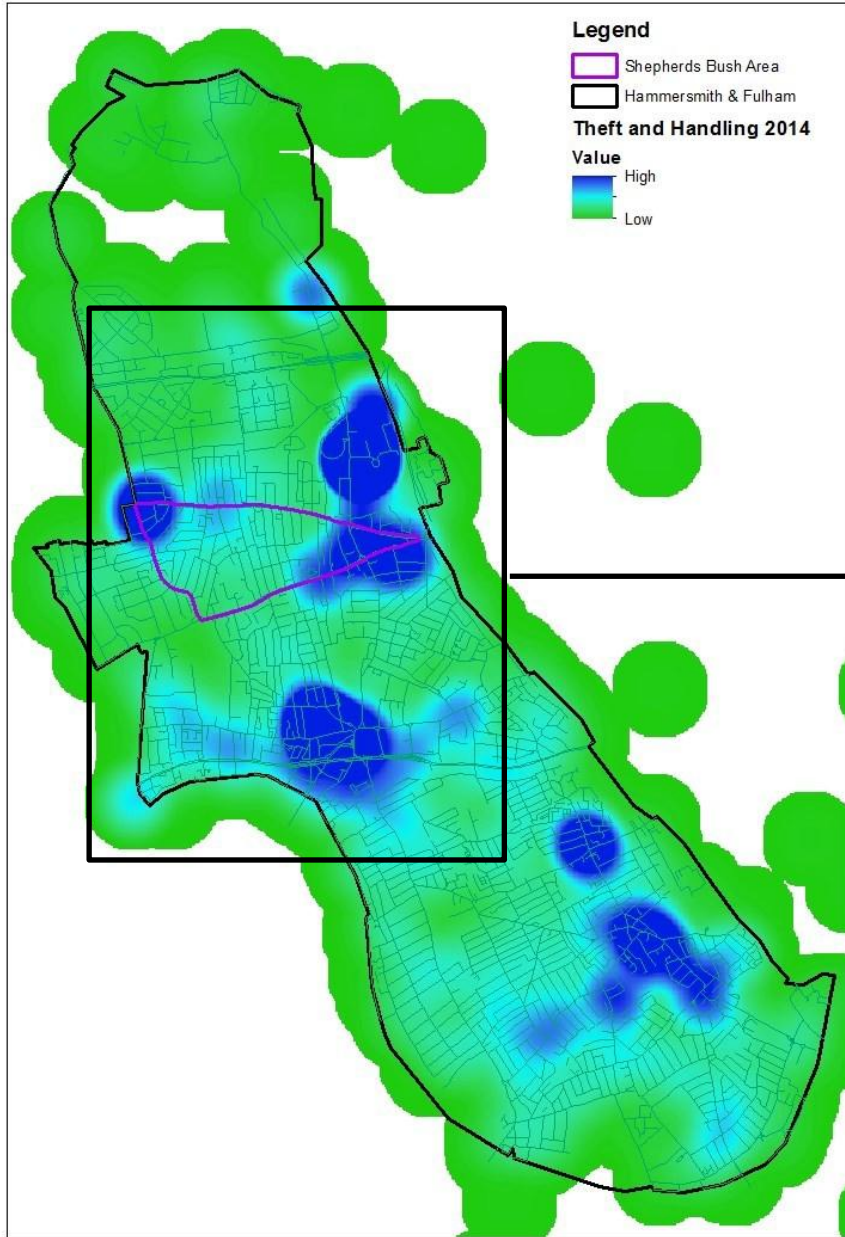 Legend
Shepherds Bush Area
Hammersmith & Fulham
Theft and Handling 2014
Value
High
Low